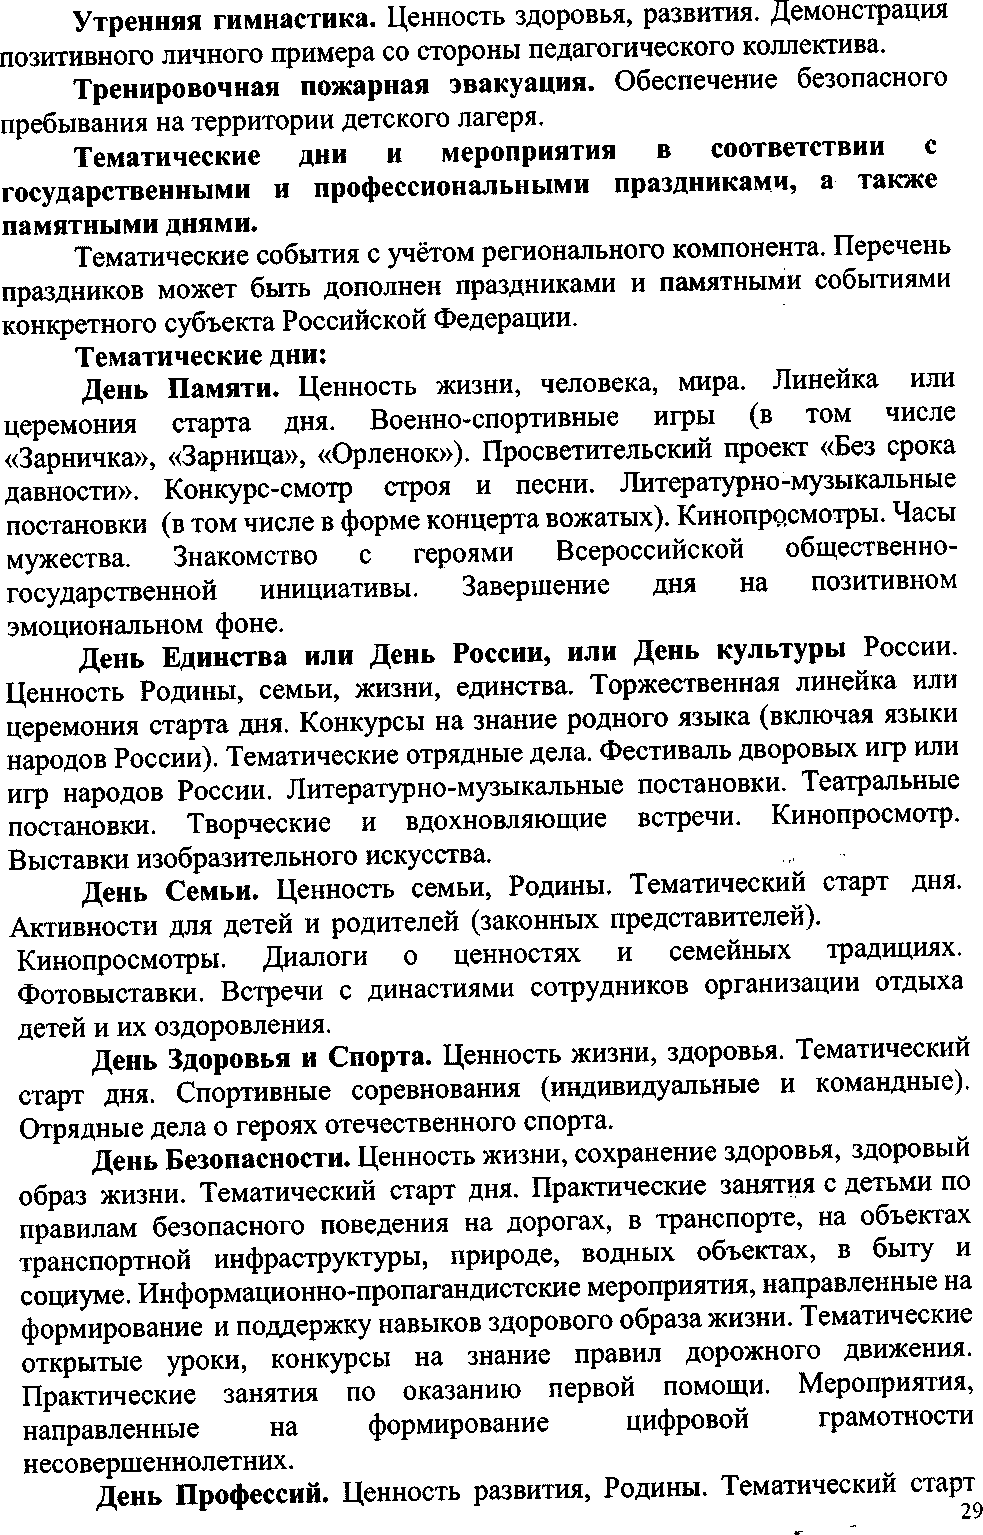 Утренняя гимнастика. Ценность здоровья, развития. Демонстрация
позитивного личного примера со стороны педагогического коллектива.
Тренировочная пожарная эвакуация. Обеспечение безопасного
пребывания на территории детского лагеря.
Тематические дни и мероприятия в соответствии с
государственными и профессиональными праздниками, а также
памятными днями.
Тематические события с учётом регионального компонента. Перечень
праздников может быть дополнен праздниками и памятными событиями
конкретного субъекта Российской Федерации.
Тематические дни:
День Памяти. Ценность жизни, человека, мира. Линейка или
церемония старта дня. Военно-спортивные игры (в том числе
«Зарничка», «Зарница», «Орленок»). Просветительский проект «Без срока
давности». Конкурс-смотр строя и песни. Литературно-музыкальные
постановки (в том числе в форме концерта вожатых). Кинопросмотры. Часы
мужества. Знакомство с героями Всероссийской общественно-
государственной инициативы. Завершение дня на позитивном
эмоциональном фоне.
День Единства или День России, или День культуры России.
Ценность Родины, семьи, жизни, единства. Торжественная линейка или
церемония старта дня. Конкурсы на знание родного языка (включая языки
народов России). Тематические отрядные дела. Фестиваль дворовых игр или
игр народов России. Литературно-музыкальные постановки. Театральные
постановки. Творческие и вдохновляющие встречи. Кинопросмотр.
Выставки изобразительного искусства.
День Семьи. Ценность семьи, Родины. Тематический старт дня.
Активности для детей и родителей (законных представителей).
Кинопросмотры. Диалоги о ценностях и семейных традициях.
Фотовыставки. Встречи с династиями сотрудников организации отдыха
детей и их оздоровления.
День Здоровья и Спорта. Ценность жизни, здоровья. Тематический
старт дня. Спортивные соревнования (индивидуальные и командные).
Отрядные дела о героях отечественного спорта.
День Безопасности. Ценность жизни, сохранение здоровья, здоровый
образ жизни. Тематический старт дня. Практические занятия с детьми по
правилам безопасного поведения на дорогах, в транспорте, на объектах
транспортной инфраструктуры, природе, водных объектах, в быту и
социуме. Информационно-пропагандистские мероприятия, направленные на
формирование и поддержку навыков здорового образа жизни. Тематические
открытые уроки, конкурсы на знание правил дорожного движения.
Практические занятия по оказанию первой помощи. Мероприятия,
направленные на формирование цифровой грамотности
несовершеннолетних.
День Профессий. Ценность развития, Родины. Тематический старт
29